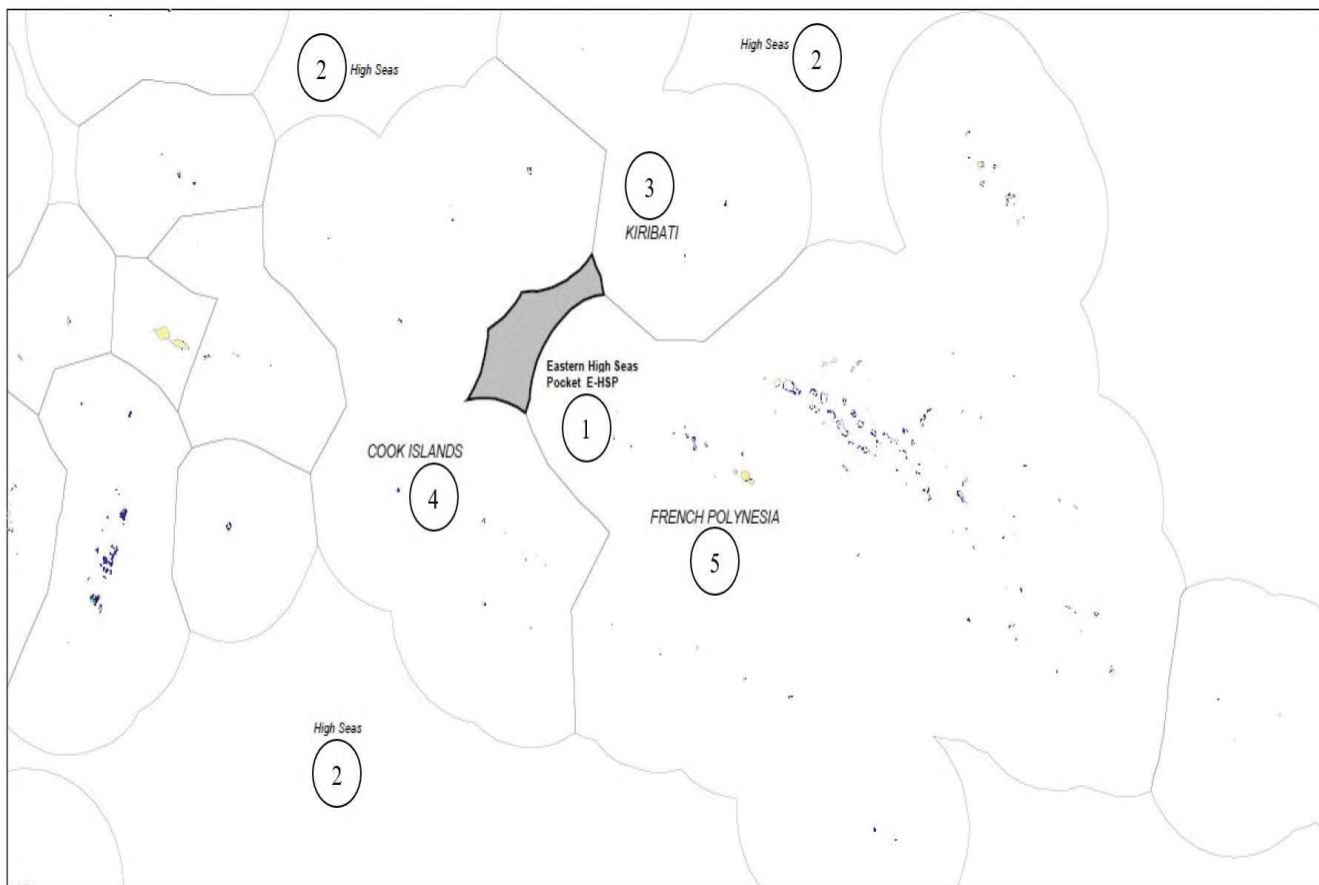 High Seas
2
2
High Seas
3
KIRIBATI
Eastern High Seas
Pocket E-HSP
1
COOK ISLANDS
4
FRENCH POLYNESIA
5
High Seas
2